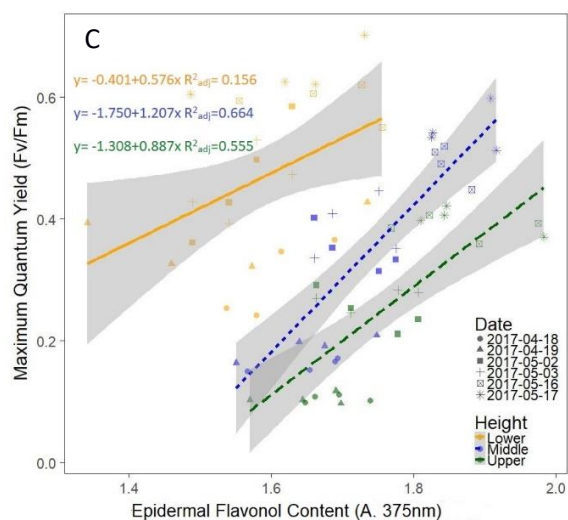 C
y= -0.401+0.576x R²adj= 0.156
y= -1.750+1.207x R²adj=0.664
y= -1.308+0.887x R²adj=0.555
Maximum Quantum Yield (Fv/Fm)
0.6
0.4
0.2
0.0
Date
2017-04-18
2017-04-19
2017-05-02
2017-05-03
2017-05-16
2017-05-17
Height
Lower
Middle
Upper
1.4 1.6 1.8 2.0
Epidermal Flavonol Content (A. 375nm)